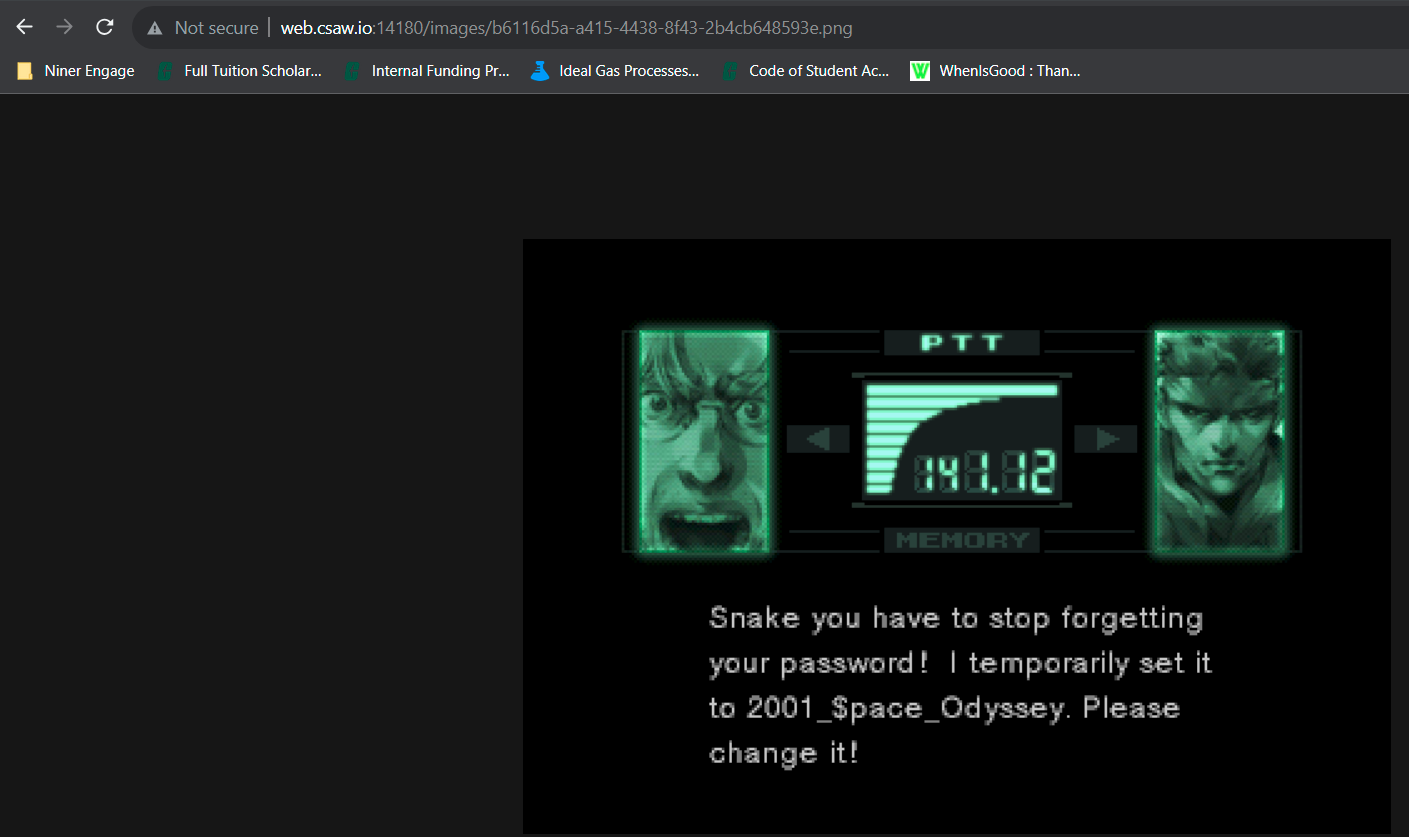 Not secure web.csaw.io:14180/images/b6116d5a-a415-4438-8f43-2b4cb648593e.png
Niner Engage Full Tuition Scholar... Internal Funding Pr... Ideal Gas Processes... Code of Student Ac... WhenIsGood : Than...
PTT
141.12
MEMORY
Snake you have to stop forgetting
your password! I temporarily set it
to 2001_$pace_Odyssey. Please
change it!